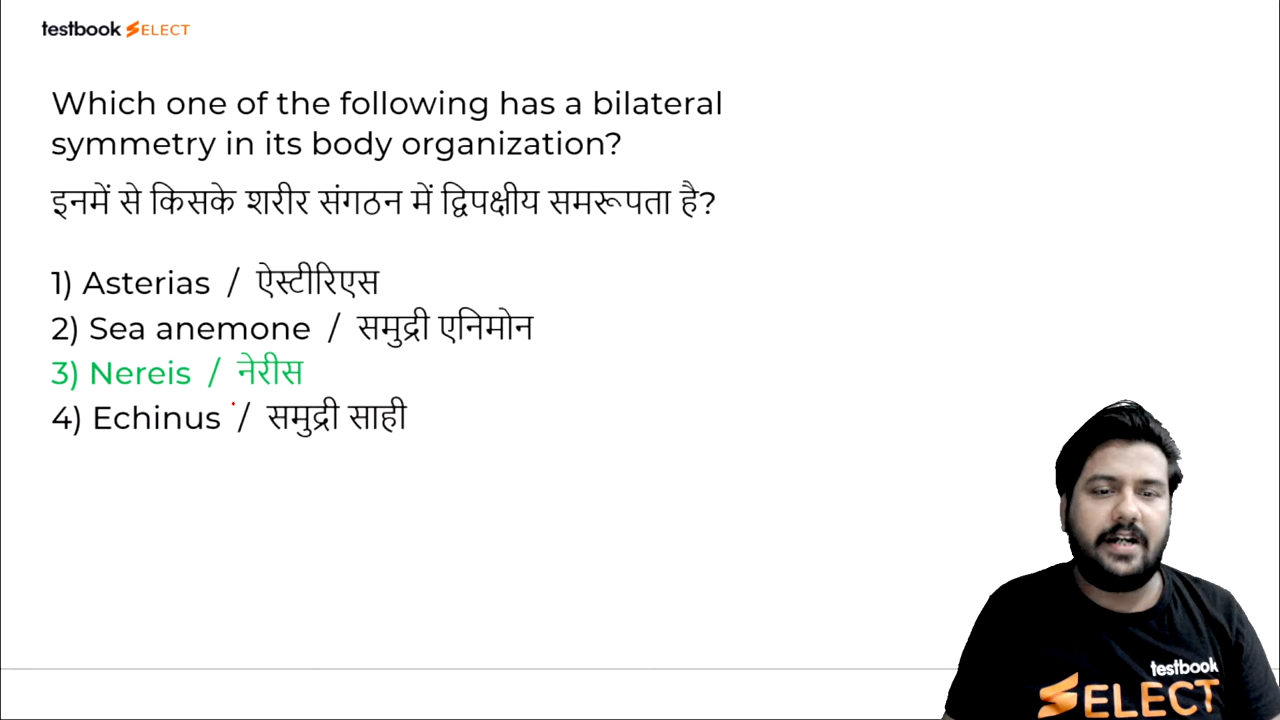 testbook SELECT
Which one of the following has a bilateral
symmetry in its body organization?
इनमें से किसके शरीर संगठन में द्विपक्षीय समरूपता है?
1) Asterias / ऐस्टीरिएस
2) Sea anemone / समुद्री एनिमोन
3) Nereis / नेरीस
4) Echinus / समुद्री साही
testbook
SELECT